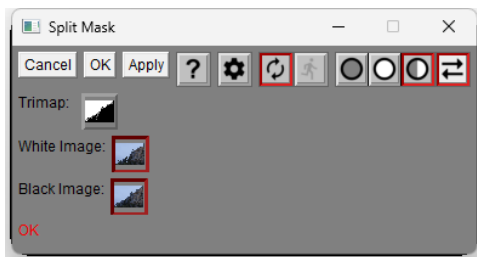 Split Mask
Cancel OK Apply ?
Trimap:
White Image:
Black Image:
OK